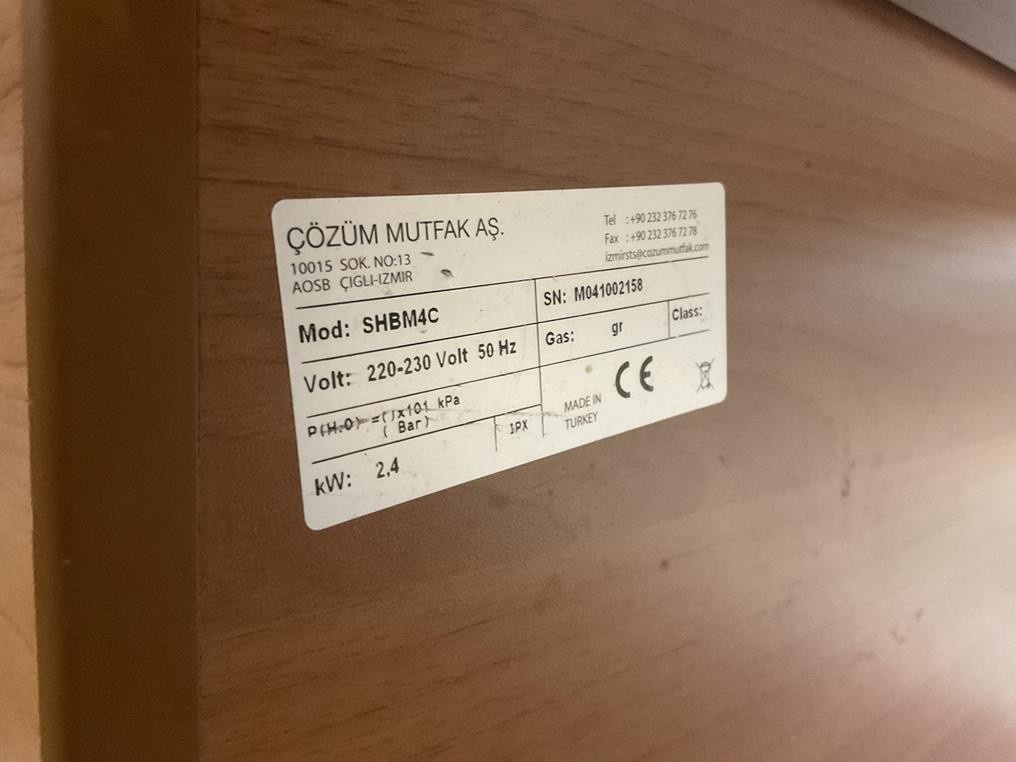 ÇÖZÜM MUTFAK AŞ.
10015 SOK. NO:13
AOSB ÇIGLI-IZMIR
Tel : +90 232 376 72 76
Fax : +90 232 376 72 78
izmirsts@cozummutfak.com
Mod: SHBM4C
SN: M041002158
Volt: 220-230 Volt 50 Hz
Gas: gr
Class:
P(H2O) =( )x101 kPa
( Bar)
IPX
CE
MADE IN
TURKEY
kW: 2,4